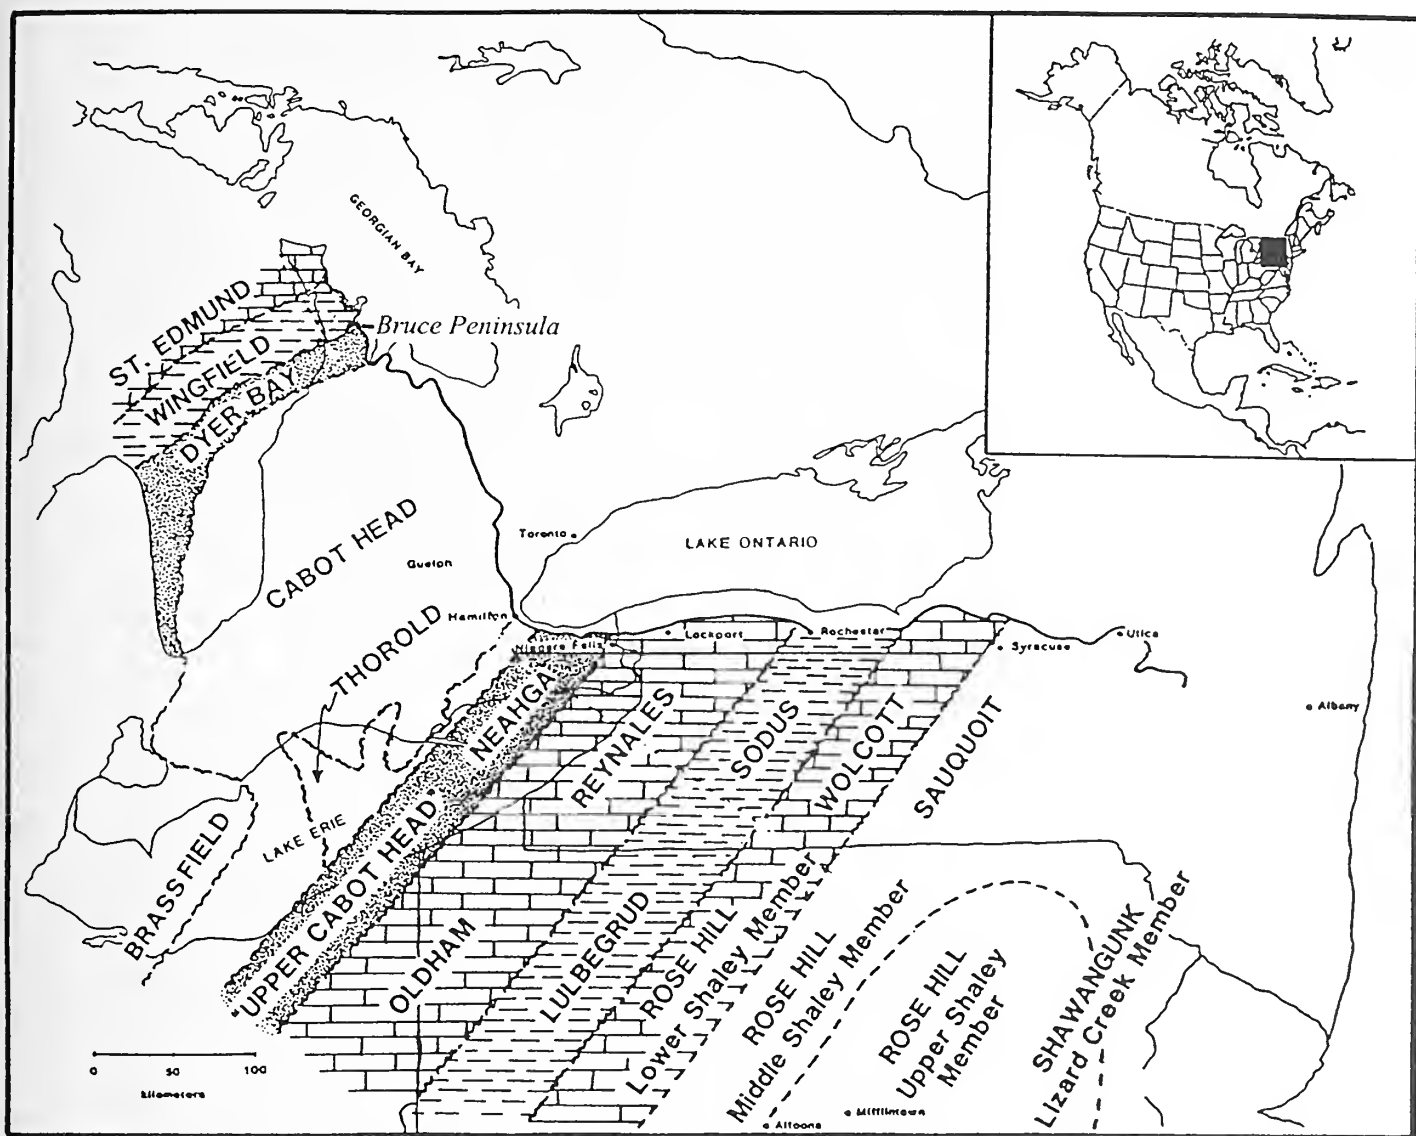 GEORGIAN BAY
Bruce Peninsula
ST. EDMUND
WINGFIELD
DYER BAY
CABOT HEAD
Toronto
LAKE ONTARIO
Guelph
THOROLD
Hamilton
Niagara Falls
Lockport
Rochester
Syracuse
Utica
Albany
NEAHGA
REYNALES
SODUS
WOLCOTT
SAUQUOIT
LAKE ERIE
BRASSFIELD
"UPPER CABOT HEAD"
OLDHAM
LULBEGRUD
ROSE HILL
Lower Shaley Member
ROSE HILL
Middle Shaley Member
ROSE HILL
Upper Shaley
Member
SHAWANGUNK
Lizard Creek Member
0 50 100
kilometers
Mifflintown
Altoona